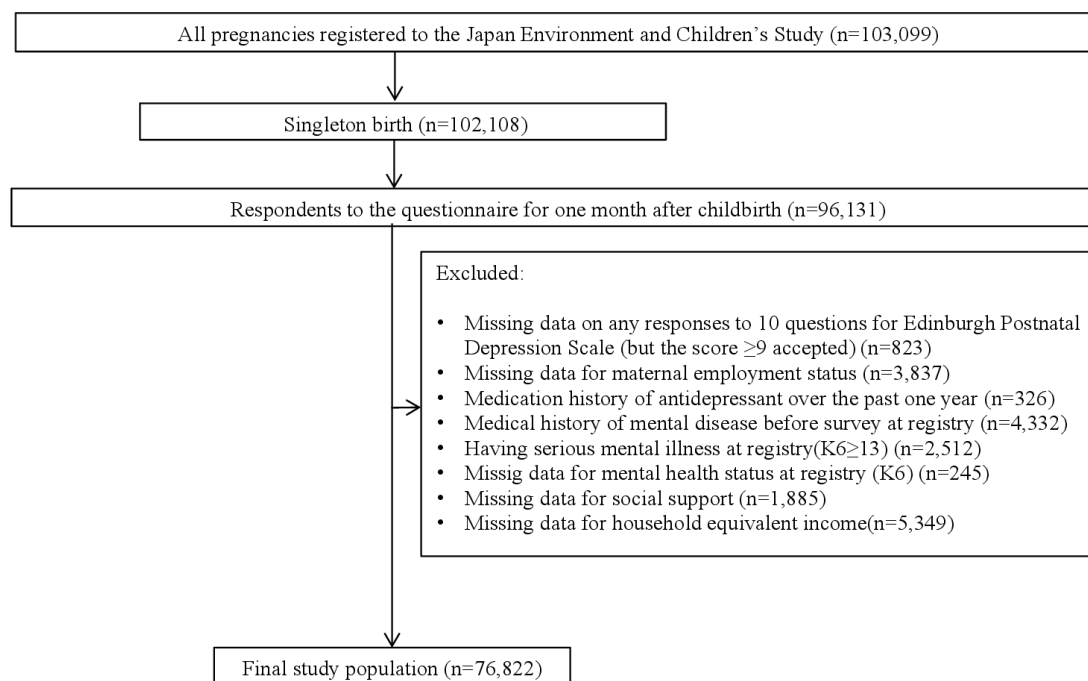 All pregnancies registered to the Japan Environment and Children’s Study (n=103,099)
Singleton birth (n=102,108)
Respondents to the questionnaire for one month after childbirth (n=96,131)
Excluded:
• Missing data on any responses to 10 questions for Edinburgh Postnatal
Depression Scale (but the score ≥9 accepted) (n=823)
• Missing data for maternal employment status (n=3,837)
• Medication history of antidepressant over the past one year (n=326)
• Medical history of mental disease before survey at registry (n=4,332)
• Having serious mental illness at registry(K6≥13) (n=2,512)
• Missig data for mental health status at registry (K6) (n=245)
• Missing data for social support (n=1,885)
• Missing data for household equivalent income(n=5,349)
Final study population (n=76,822)